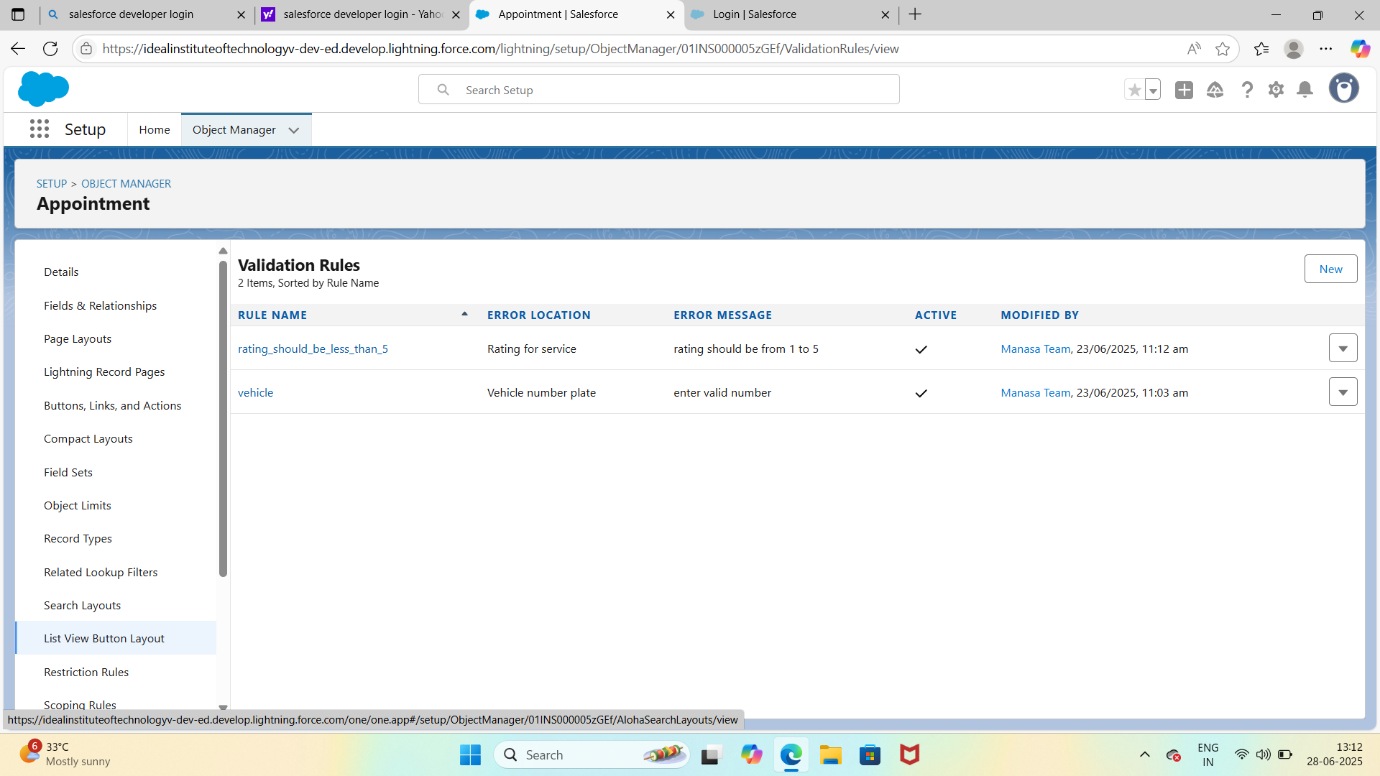 salesforce developer login
salesforce developer login - Yahoo
Appointment | Salesforce
Login | Salesforce
https://idealinstituteoftechnologyv-dev-ed.develop.lightning.force.com/lightning/setup/ObjectManager/01INS000005zGEf/ValidationRules/view
Search Setup
Setup
Home
Object Manager
SETUP > OBJECT MANAGER
Appointment
Details
Fields & Relationships
Page Layouts
Lightning Record Pages
Buttons, Links, and Actions
Compact Layouts
Field Sets
Object Limits
Record Types
Related Lookup Filters
Search Layouts
List View Button Layout
Restriction Rules
Scoping Rules
Validation Rules
2 Items, Sorted by Rule Name
New
RULE NAME ERROR LOCATION ERROR MESSAGE ACTIVE MODIFIED BY
rating_should_be_less_than_5 Rating for service rating should be from 1 to 5 Manasa Team, 23/06/2025, 11:12 am
vehicle Vehicle number plate enter valid number Manasa Team, 23/06/2025, 11:03 am
https://idealinstituteoftechnologyv-dev-ed.develop.lightning.force.com/one/one.app#/setup/ObjectManager/01INS000005zGEf/AlohaSearchLayouts/view
6
33°C
Mostly sunny
Search
ENG
IN
13:12
28-06-2025